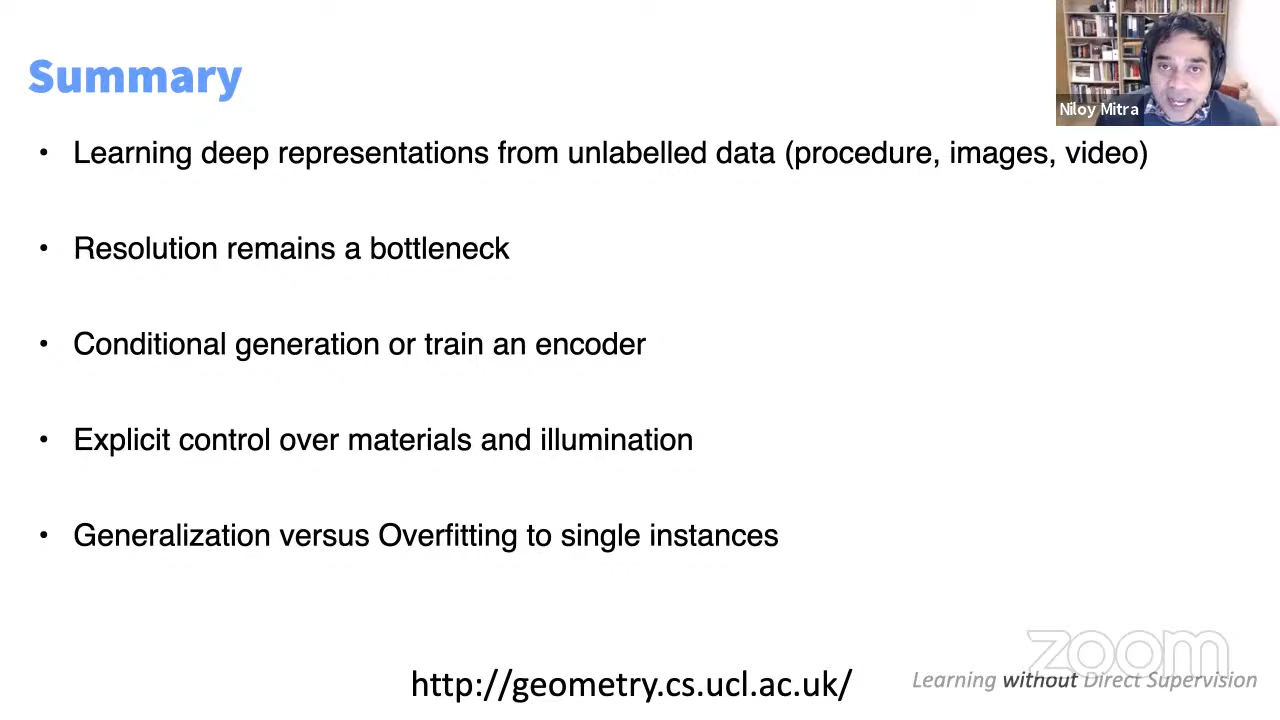 Summary
Niloy Mitra
• Learning deep representations from unlabelled data (procedure, images, video)
• Resolution remains a bottleneck
• Conditional generation or train an encoder
• Explicit control over materials and illumination
• Generalization versus Overfitting to single instances
zoom
http://geometry.cs.ucl.ac.uk/
Learning without Direct Supervision